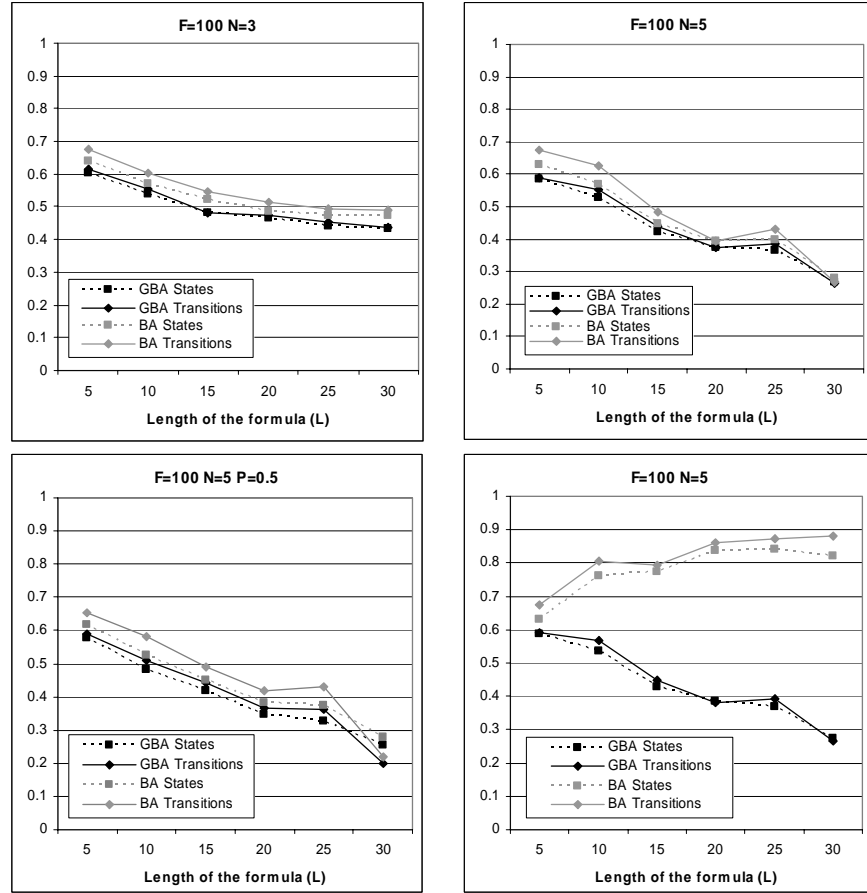 F=100 N=3
1
0.9
0.8
0.7
0.6
0.5
0.4
0.3
0.2
0.1
0
GBA States
GBA Transitions
BA States
BA Transitions
5 10 15 20 25 30
Length of the formula (L)
F=100 N=5
1
0.9
0.8
0.7
0.6
0.5
0.4
0.3
0.2
0.1
0
GBA States
GBA Transitions
BA States
BA Transitions
5 10 15 20 25 30
Length of the formula (L)
F=100 N=5 P=0.5
1
0.9
0.8
0.7
0.6
0.5
0.4
0.3
0.2
0.1
0
GBA States
GBA Transitions
BA States
BA Transitions
5 10 15 20 25 30
Length of the formula (L)
F=100 N=5
1
0.9
0.8
0.7
0.6
0.5
0.4
0.3
0.2
0.1
0
GBA States
GBA Transitions
BA States
BA Transitions
5 10 15 20 25 30
Length of the formula (L)